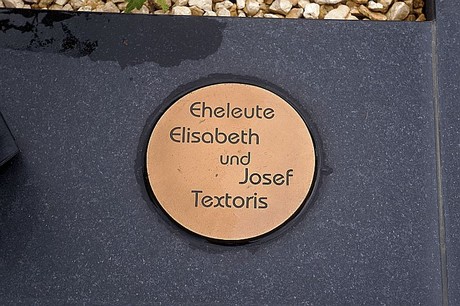 Eheleute
Elisabeth
und
Josef
Textoris